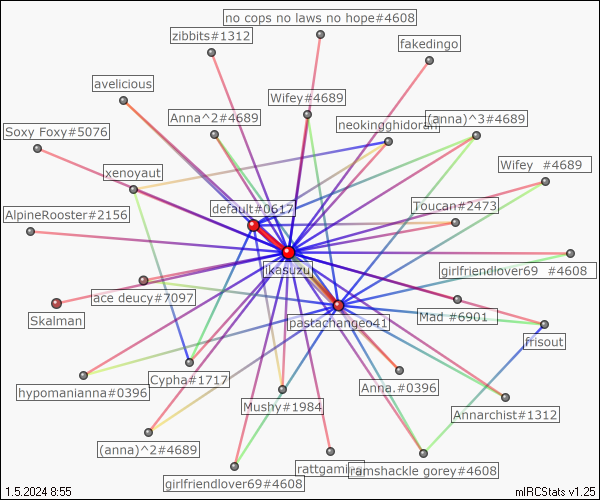 no cops no laws no hope#4608
zibbits#1312
fakedingo
avelicious
Wifey#4689
Anna^2#4689
neokingghidorah
(anna)^3#4689
Soxy Foxy#5076
xenoyaut
Wifey #4689
default#0617
Toucan#2473
AlpineRooster#2156
ikasuzu
girlfriendlover69 #4608
ace deucy#7097
Skalman
pastachangeo41
Mad #6901
frisout
hypomanianna#0396
Cypha#1717
Anna.#0396
Mushy#1984
Annarchist#1312
(anna)^2#4689
rattgaming
ramshackle gorey#4608
girlfriendlover69#4608
1.5.2024 8:55
mIRCStats v1.25